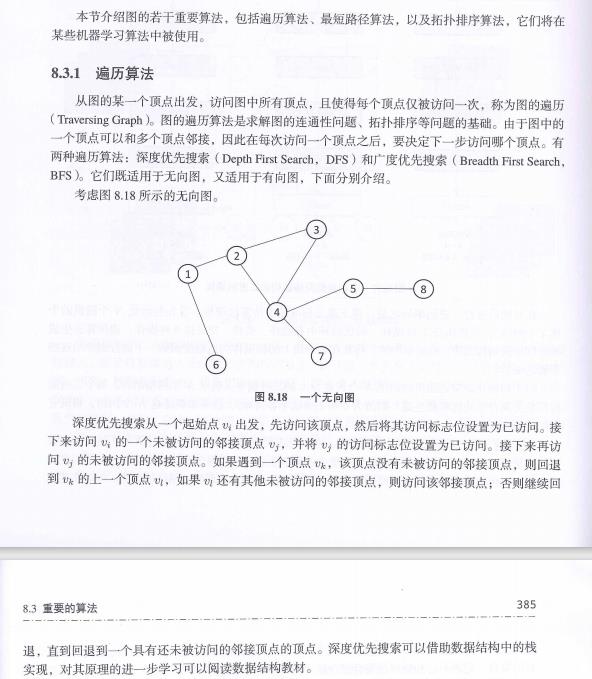 本节介绍图的若干重要算法，包括遍历算法、最短路径算法，以及拓扑排序算法，它们将在
某些机器学习算法中被使用。
8.3.1 遍历算法
从图的某一个顶点出发，访问图中所有顶点，且使得每个顶点仅被访问一次，称为图的遍历
（Traversing Graph）。图的遍历算法是求解图的连通性问题、拓扑排序等问题的基础。由于图中的
一个顶点可以和多个顶点邻接，因此在每次访问一个顶点之后，要决定下一步访问哪个顶点。有
两种遍历算法：深度优先搜索（Depth First Search，DFS）和广度优先搜索（Breadth First Search，
BFS）。它们既适用于无向图，又适用于有向图，下面分别介绍。
考虑图 8.18 所示的无向图。
3
2
1
5
8
4
7
6
图 8.18 一个无向图
深度优先搜索从一个起始点 vi 出发，先访问该顶点，然后将其访问标志位设置为已访问。接
下来访问 vi 的一个未被访问的邻接顶点 vj，并将 vj 的访问标志位设置为已访问。接下来再访
问 vj 的未被访问的邻接顶点。如果遇到一个顶点 vk，该顶点没有未被访问的邻接顶点，则回退
到 vk 的上一个顶点 vl，如果 vl 还有其他未被访问的邻接顶点，则访问该邻接顶点；否则继续回
8.3 重要的算法
385
退，直到回退到一个具有还未被访问的邻接顶点的顶点。深度优先搜索可以借助数据结构中的栈
实现，对其原理的进一步学习可以阅读数据结构教材。